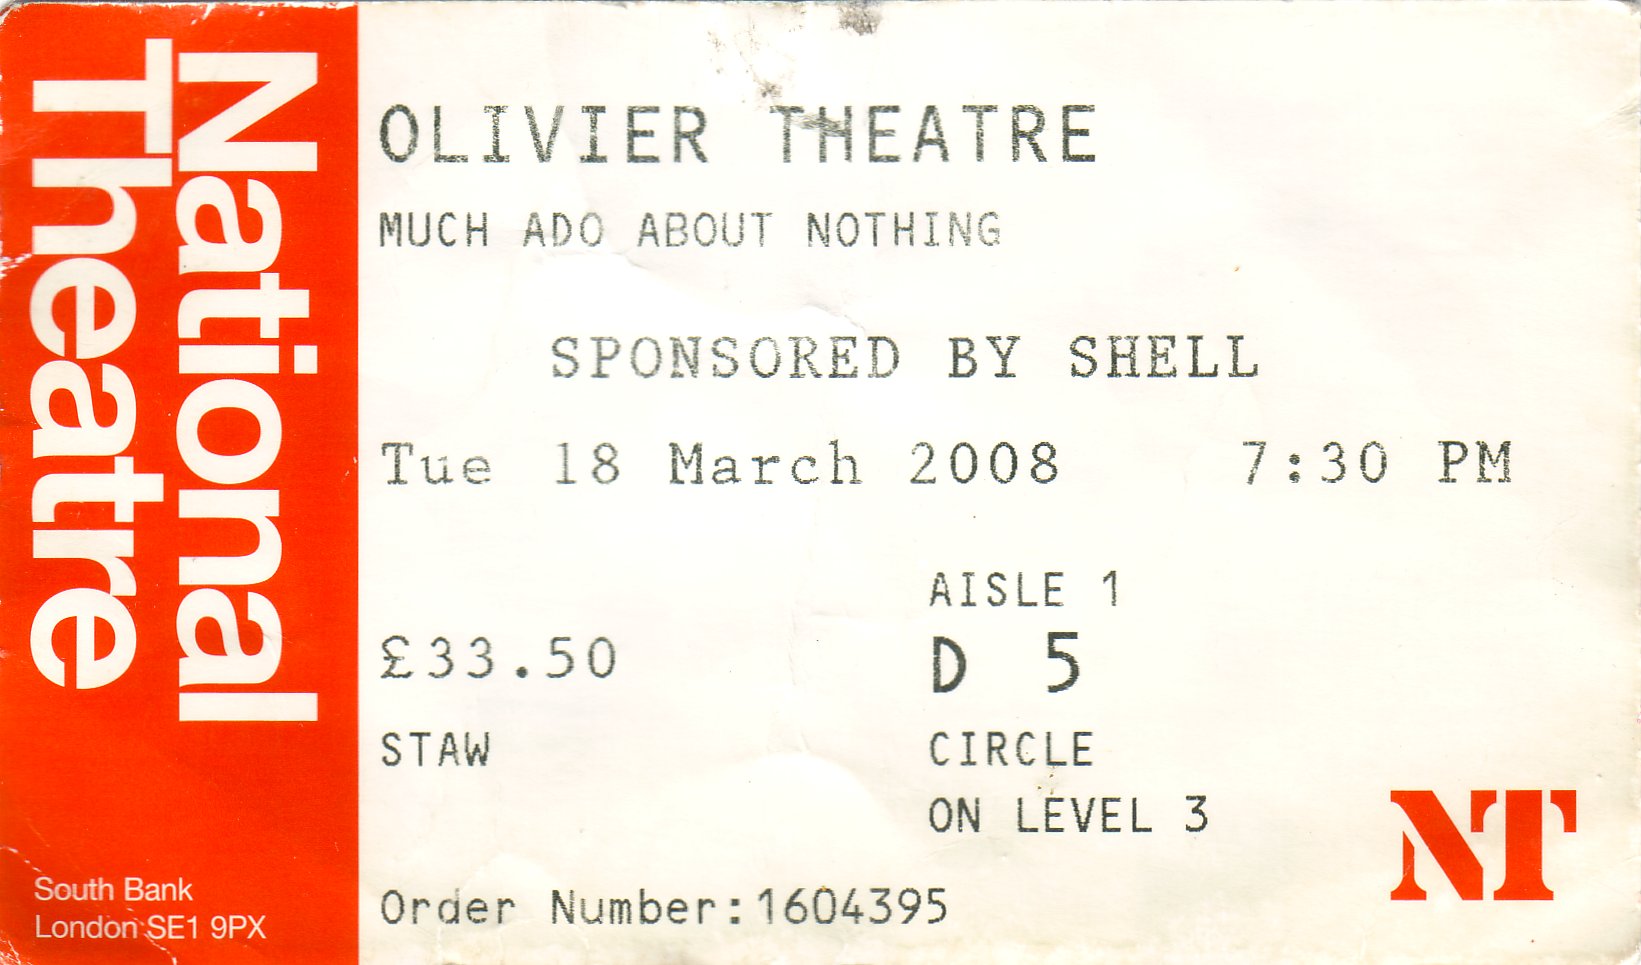 National
Theatre
South Bank
London SE1 9PX
OLIVIER THEATRE
MUCH ADO ABOUT NOTHING
SPONSORED BY SHELL
Tue 18 March 2008 7:30 PM
AISLE 1
£33.50 D 5
STAW CIRCLE
ON LEVEL 3
Order Number:1604395
NT